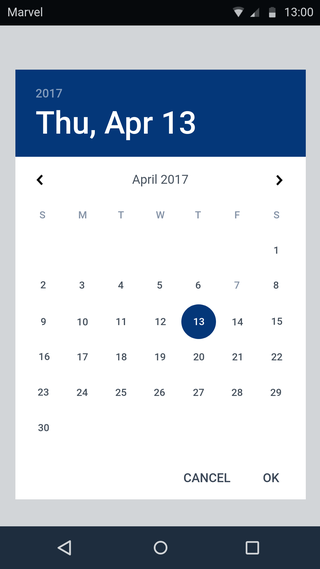 Marvel 13:00
2017
Thu, Apr 13
April 2017
S M T W T F S
1
2 3 4 5 6 7 8
9 10 11 12 13 14 15
16 17 18 19 20 21 22
23 24 25 26 27 28 29
30
CANCEL OK